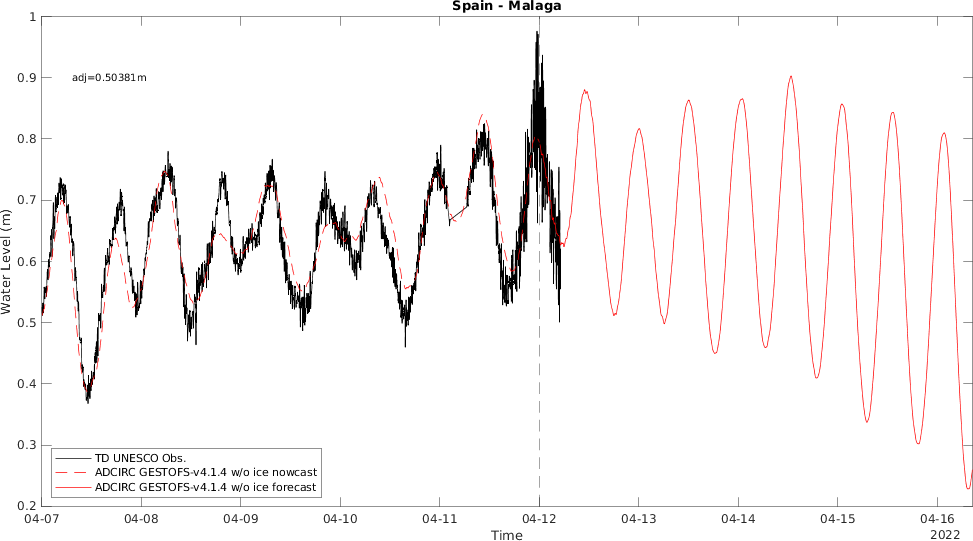 Spain - Malaga
1
0.9
0.8
0.7
0.6
0.5
0.4
0.3
0.2
Water Level (m)
adj=0.50381m
TD UNESCO Obs.
ADCIRC GESTOFS-v4.1.4 w/o ice nowcast
ADCIRC GESTOFS-v4.1.4 w/o ice forecast
04-07 04-08 04-09 04-10 04-11 04-12 04-13 04-14 04-15 04-16
2022
Time